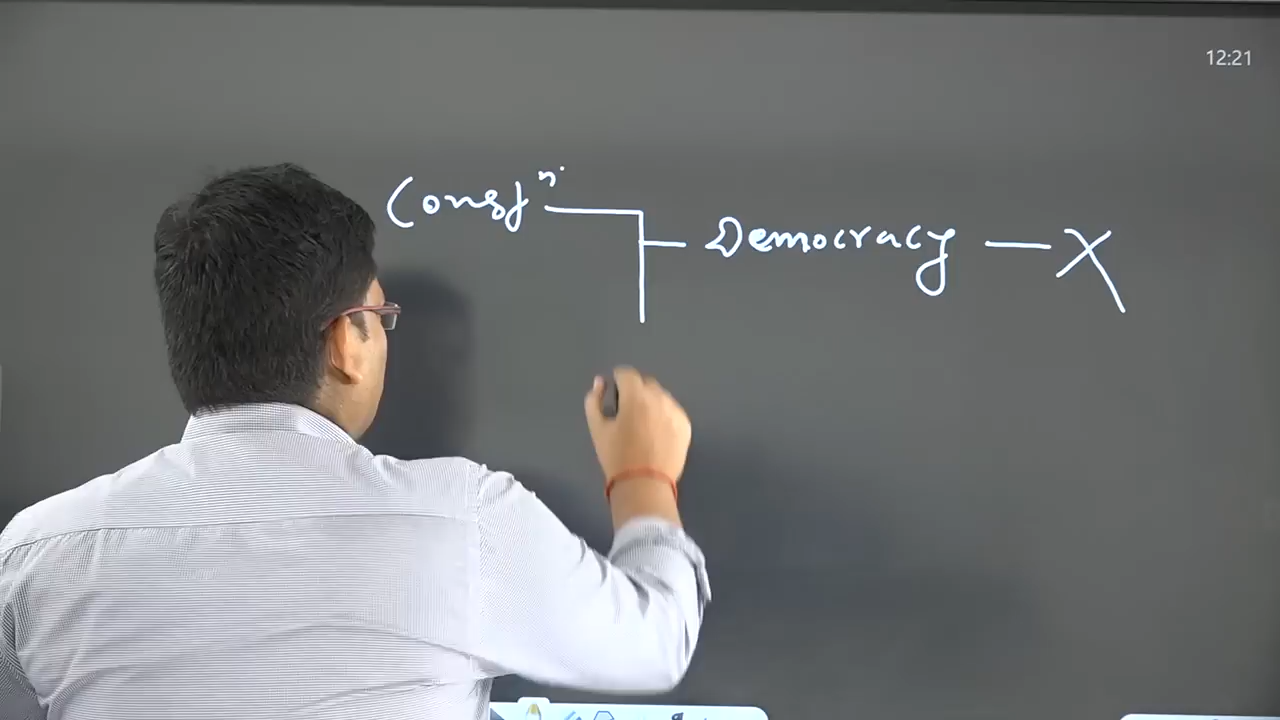 12:21
Constⁿ
Democracy — X